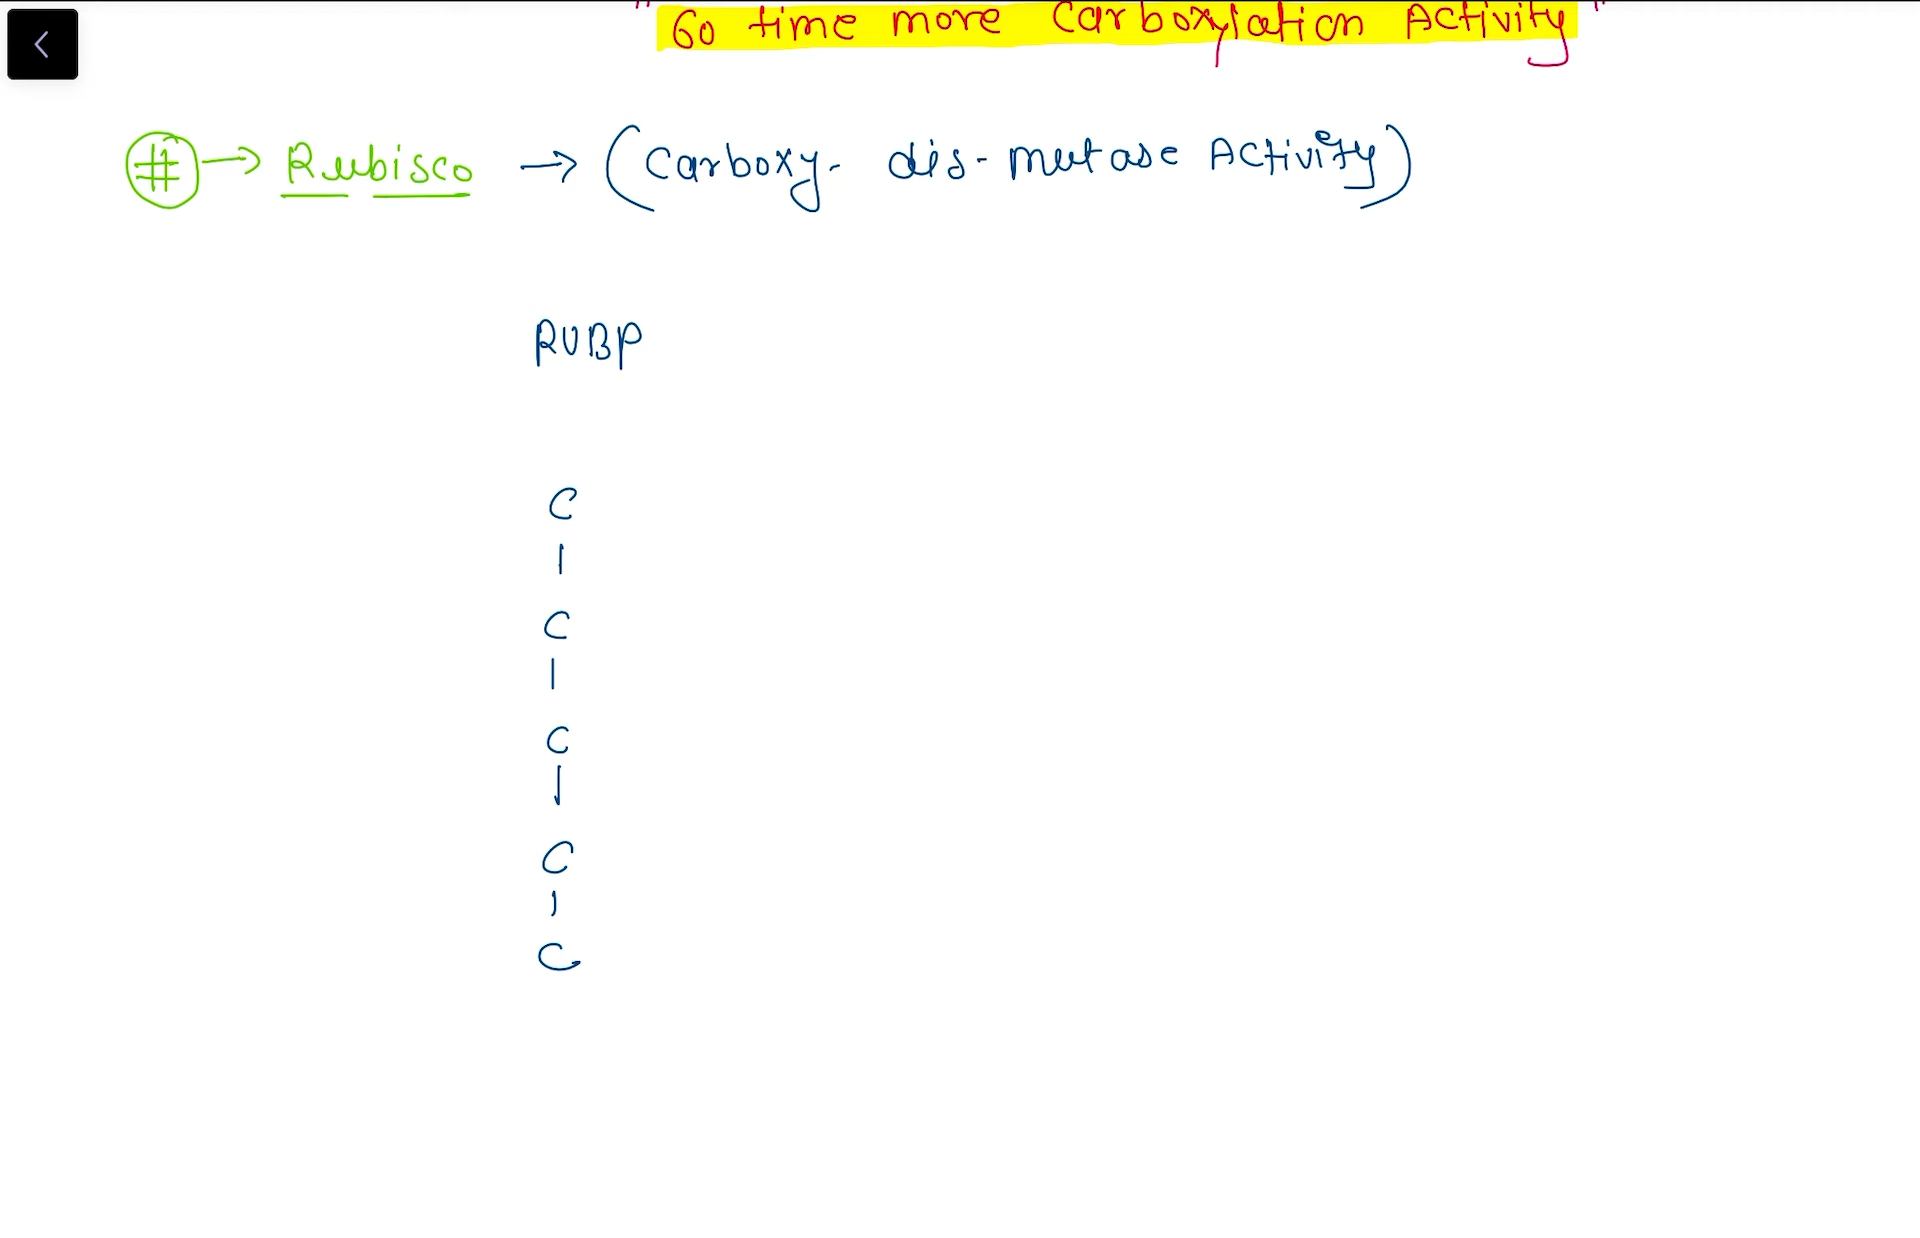 "60 time more Carboxylation Activity"
# → Rubisco → (Carboxy- dis-mutase Activity)
RUBP
C
|
C
|
C
|
C
|
C